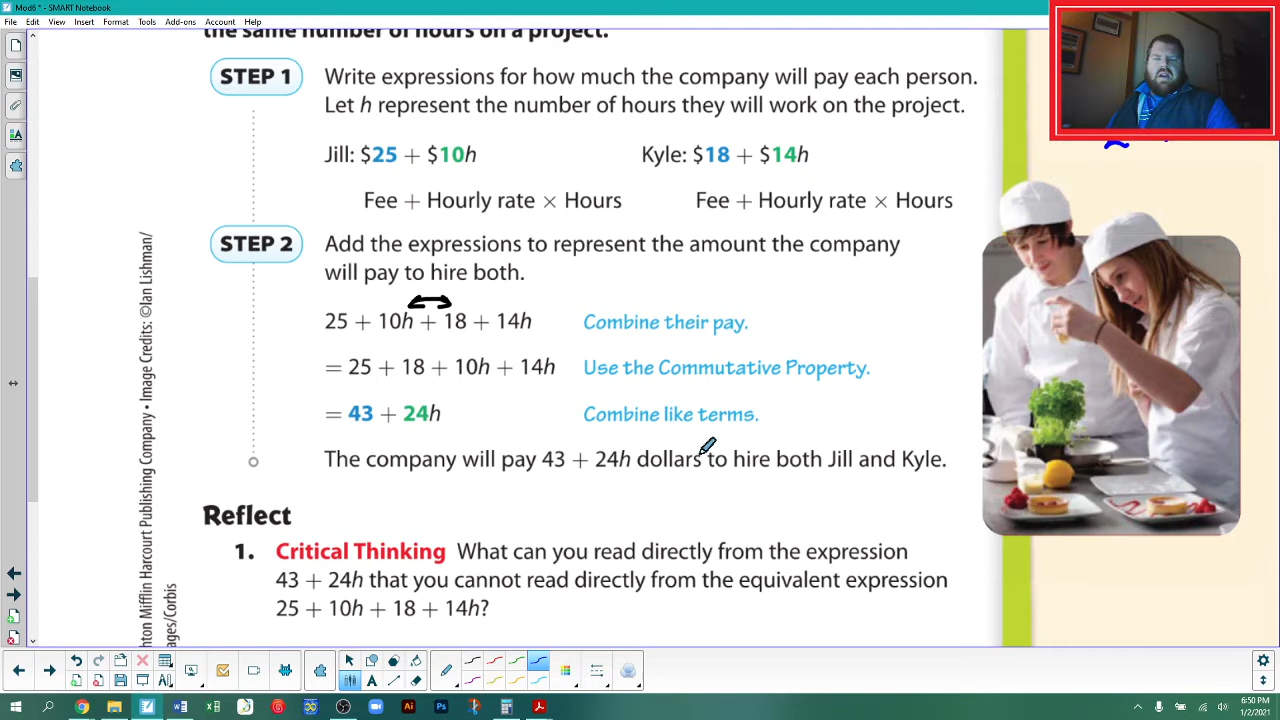 Mod6 * - SMART Notebook
File Edit View Insert Format Tools Add-ons Account Help
the same number of hours on a project.
STEP 1
Write expressions for how much the company will pay each person.
Let h represent the number of hours they will work on the project.
Jill: $25 + $10h
Kyle: $18 + $14h
Fee + Hourly rate × Hours
Fee + Hourly rate × Hours
STEP 2
Add the expressions to represent the amount the company
will pay to hire both.
25 + 10h + 18 + 14h
Combine their pay.
= 25 + 18 + 10h + 14h
Use the Commutative Property.
= 43 + 24h
Combine like terms.
The company will pay 43 + 24h dollars to hire both Jill and Kyle.
Reflect
1. Critical Thinking What can you read directly from the expression
43 + 24h that you cannot read directly from the equivalent expression
25 + 10h + 18 + 14h?
hton Mifflin Harcourt Publishing Company • Image Credits: ©Ian Lishman/
ages/Corbis
6:50 PM
1/2/2021